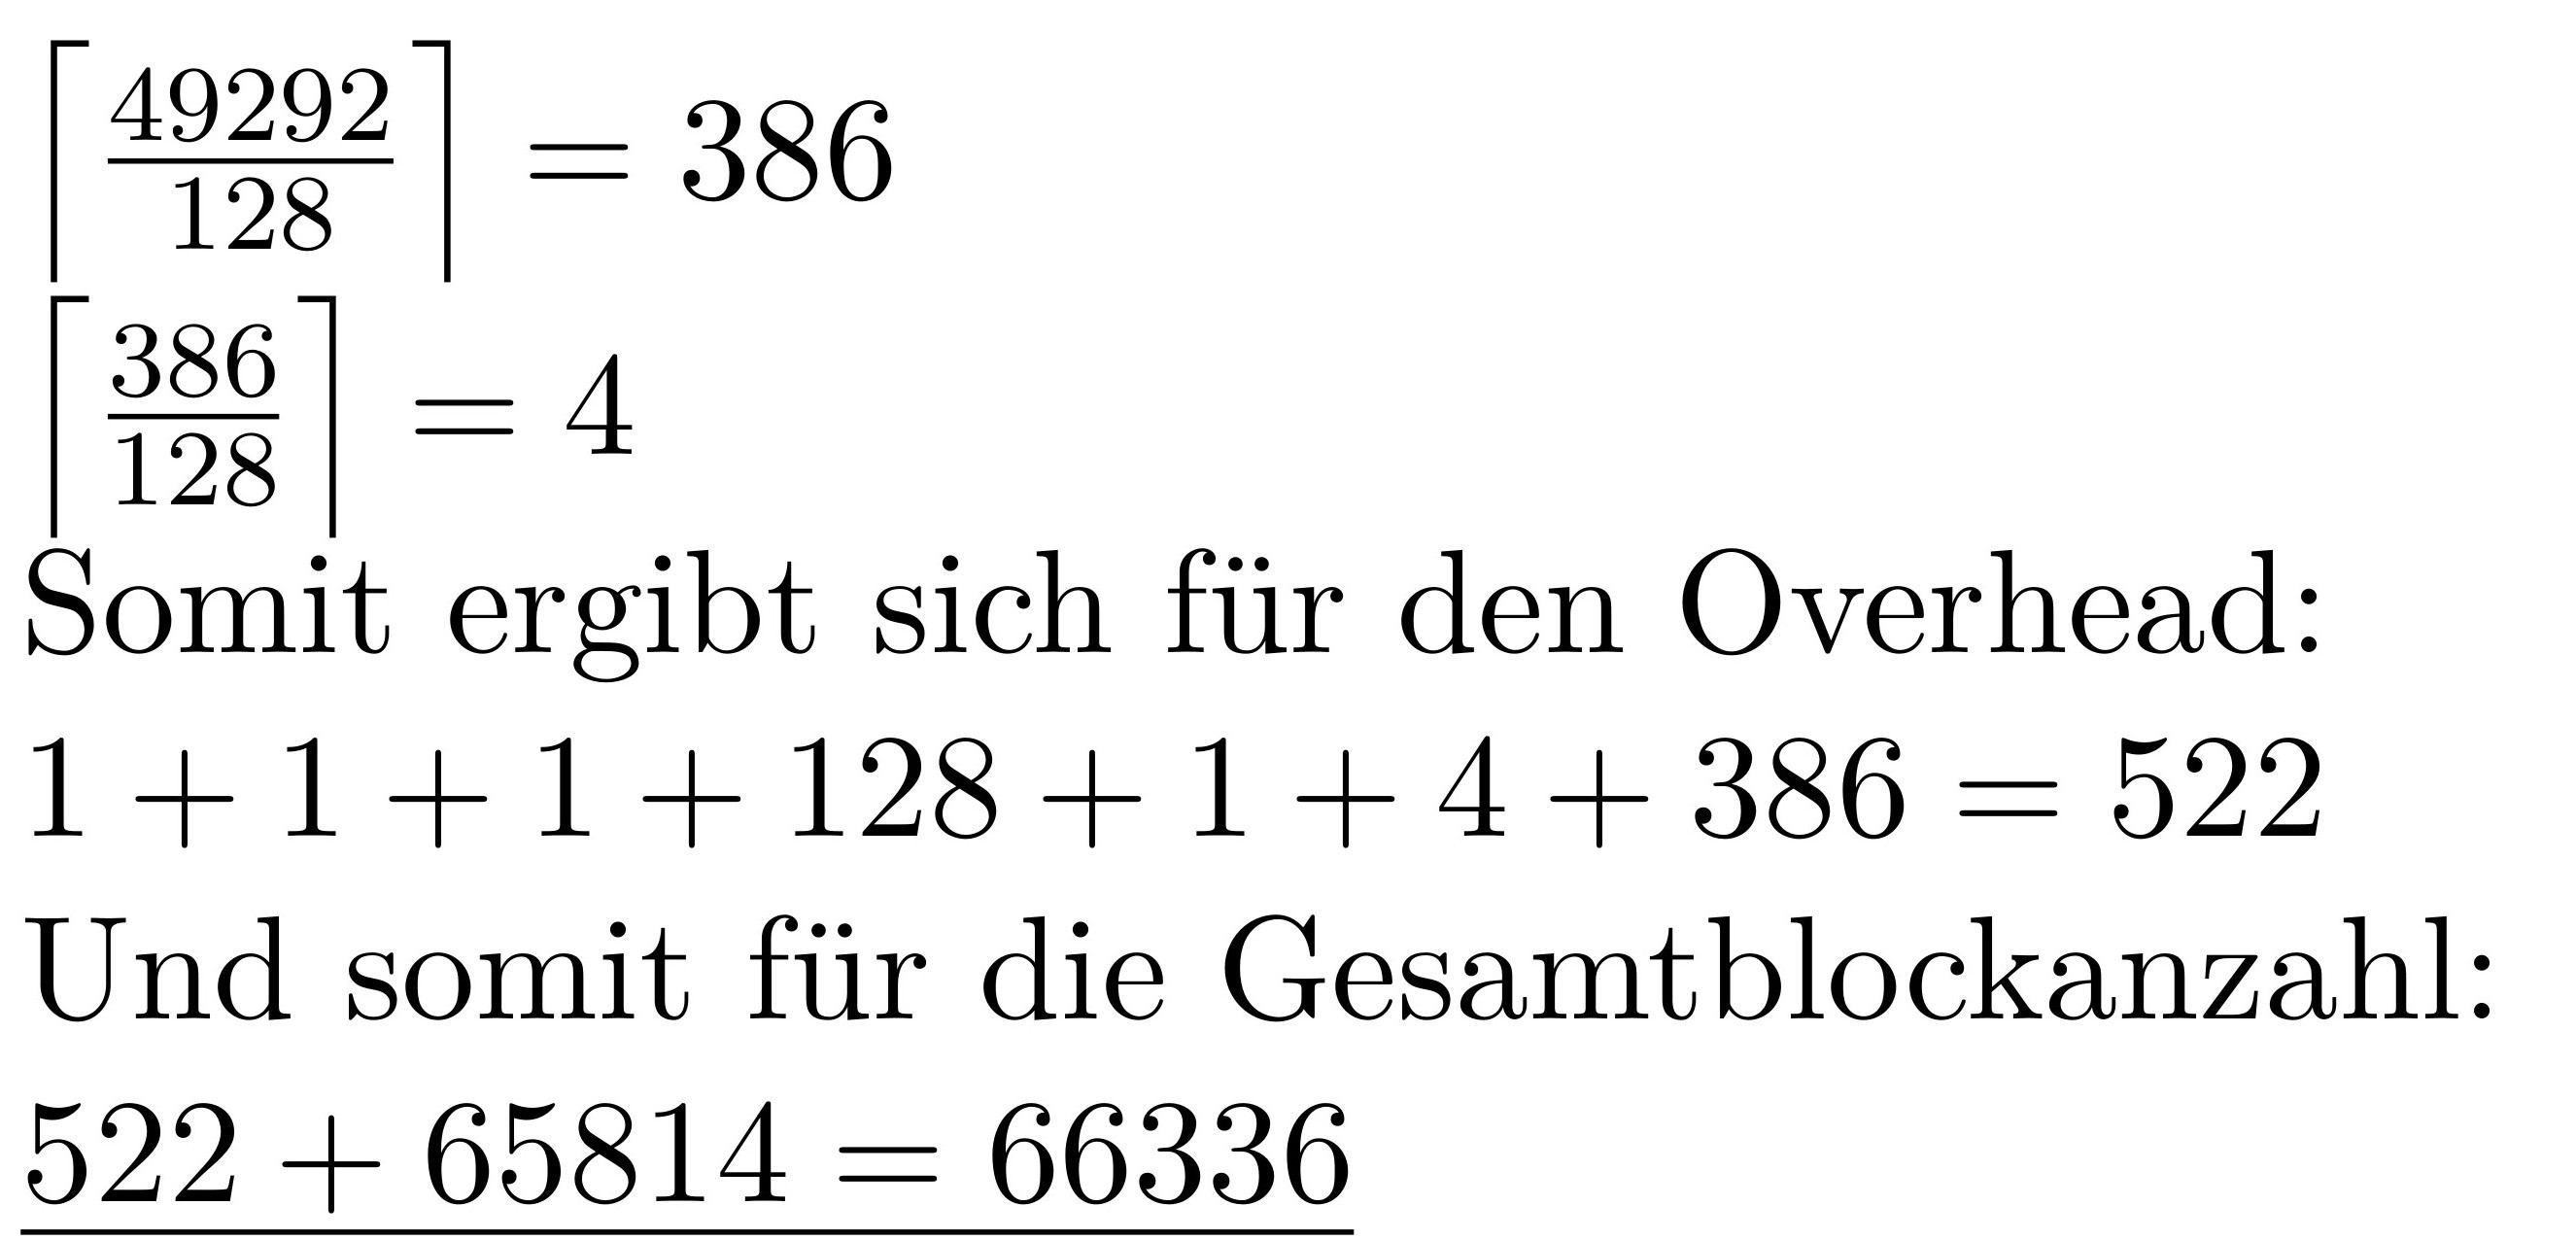 ⌈49292/128⌉ = 386
⌈386/128⌉ = 4
Somit ergibt sich für den Overhead:
1 + 1 + 1 + 128 + 1 + 4 + 386 = 522
Und somit für die Gesamtblockanzahl:
522 + 65814 = 66336